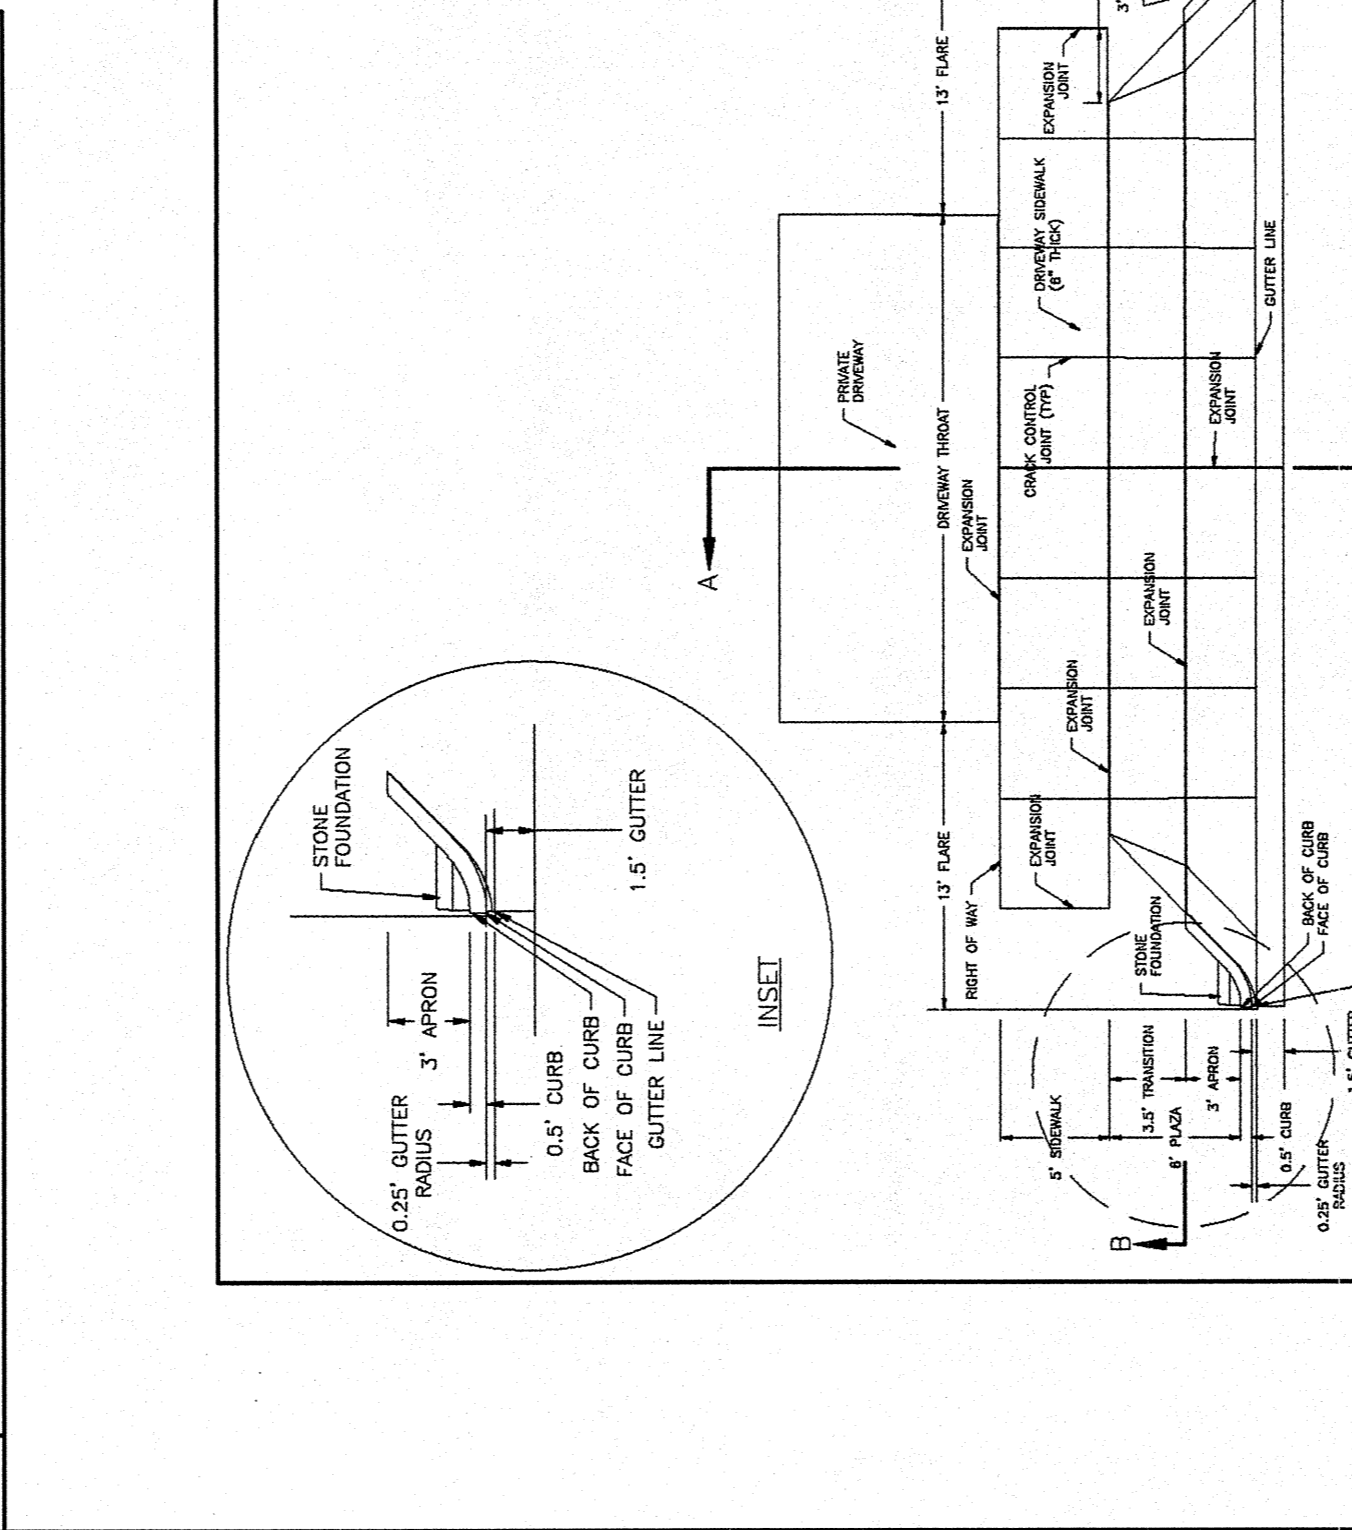 STONE
FOUNDATION
3' APRON
0.25' GUTTER
RADIUS
0.5' CURB
BACK OF CURB
FACE OF CURB
GUTTER LINE
1.5' GUTTER
INSET
A
PRIVATE
DRIVEWAY
13' FLARE
DRIVEWAY THROAT
13' FLARE
EXPANSION
JOINT
RIGHT OF WAY
EXPANSION
JOINT
DRIVEWAY SIDEWALK
(6" THICK)
CRACK CONTROL
JOINT (TYP)
EXPANSION
JOINT
EXPANSION
JOINT
EXPANSION
JOINT
EXPANSION
JOINT
GUTTER LINE
3'
STONE
FOUNDATION
BACK OF CURB
FACE OF CURB
5' SIDEWALK
3.5' TRANSITION
6' PLAZA
3' APRON
0.5' CURB
0.25' GUTTER
RADIUS
B